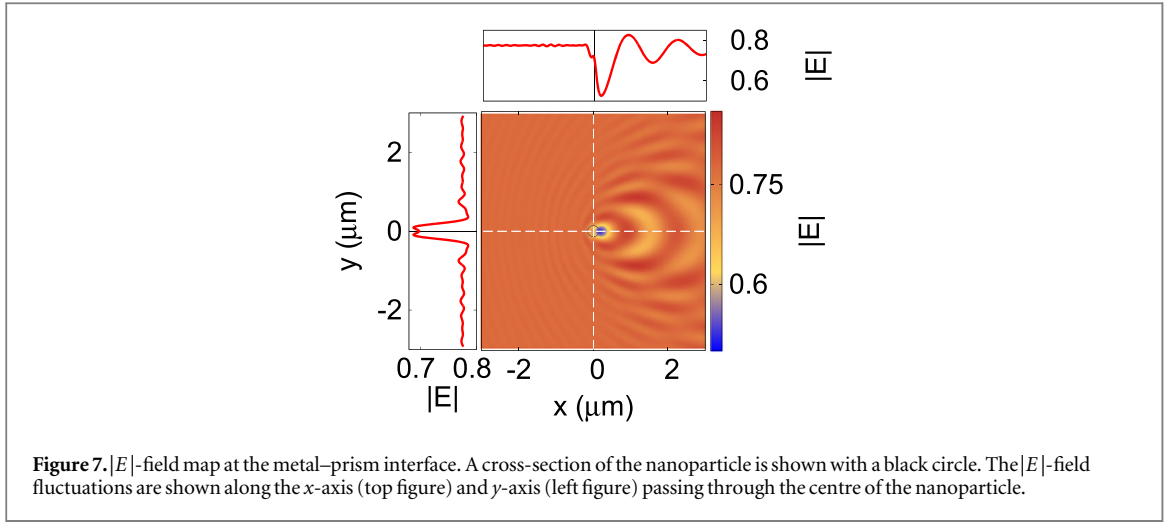 0.8
0.6
|E|
2
0
-2
y (μm)
0.75
0.6
|E|
0.7 0.8 -2 0 2
|E|
x (μm)
Figure 7. |E|-field map at the metal–prism interface. A cross-section of the nanoparticle is shown with a black circle. The |E|-field
fluctuations are shown along the x-axis (top figure) and y-axis (left figure) passing through the centre of the nanoparticle.